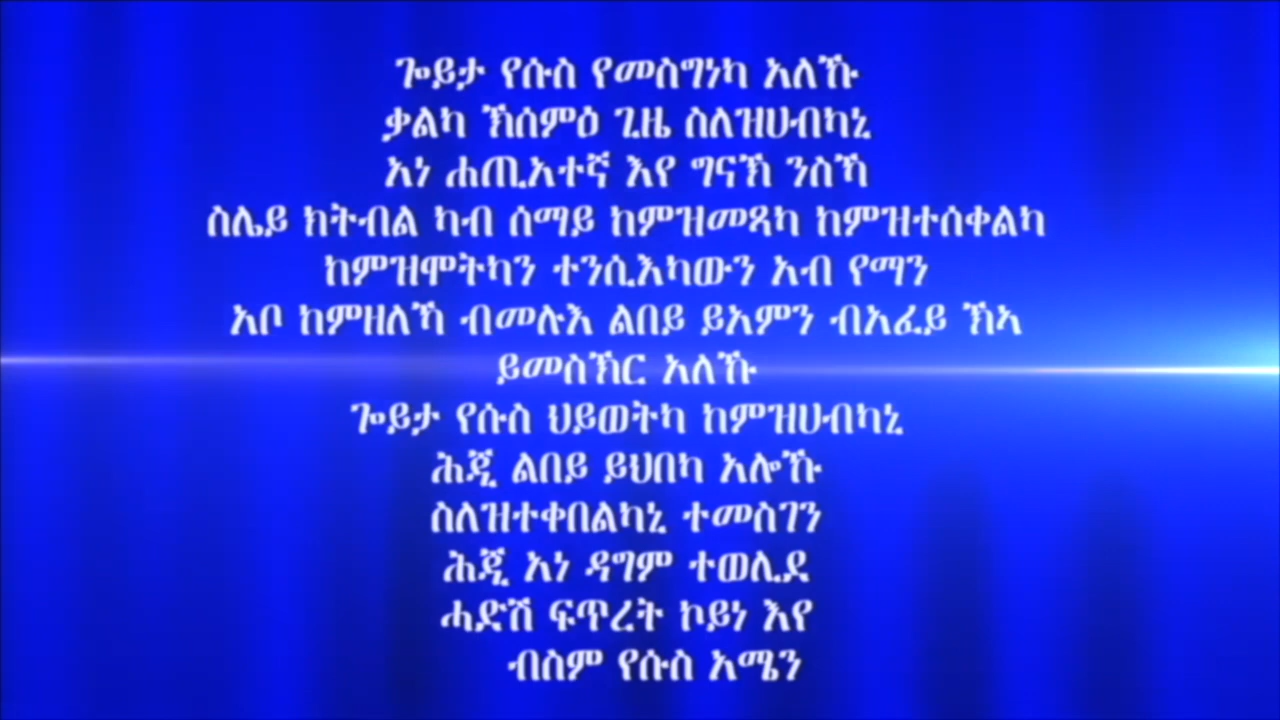 ጐይታ የሱስ የመስግነካ አለኹ
ቃልካ ኽሰምዕ ጊዜ ስለዝሀብካኒ
አነ ሐጢአተኛ እየ ግናኽ ንስኻ
ስሌይ ክትብል ካብ ሰማይ ከምዝመጻካ ከምዝተሰቀልካ
ከምዝሞትካን ተንሲእካውን አብ የማን
አቦ ከምዘለኻ ብመሉእ ልበይ ይአምን ብአፈይ ኽኣ
ይመስኽር አለኹ
ጐይታ የሱስ ህይወትካ ከምዝሀብካኒ
ሕጂ ልበይ ይህበካ አሎኹ
ስለዝተቀበልካኒ ተመስገን
ሕጂ አነ ዳግም ተወሊደ
ሓድሽ ፍጥረት ኮይነ እየ
ብስም የሱስ አሜን